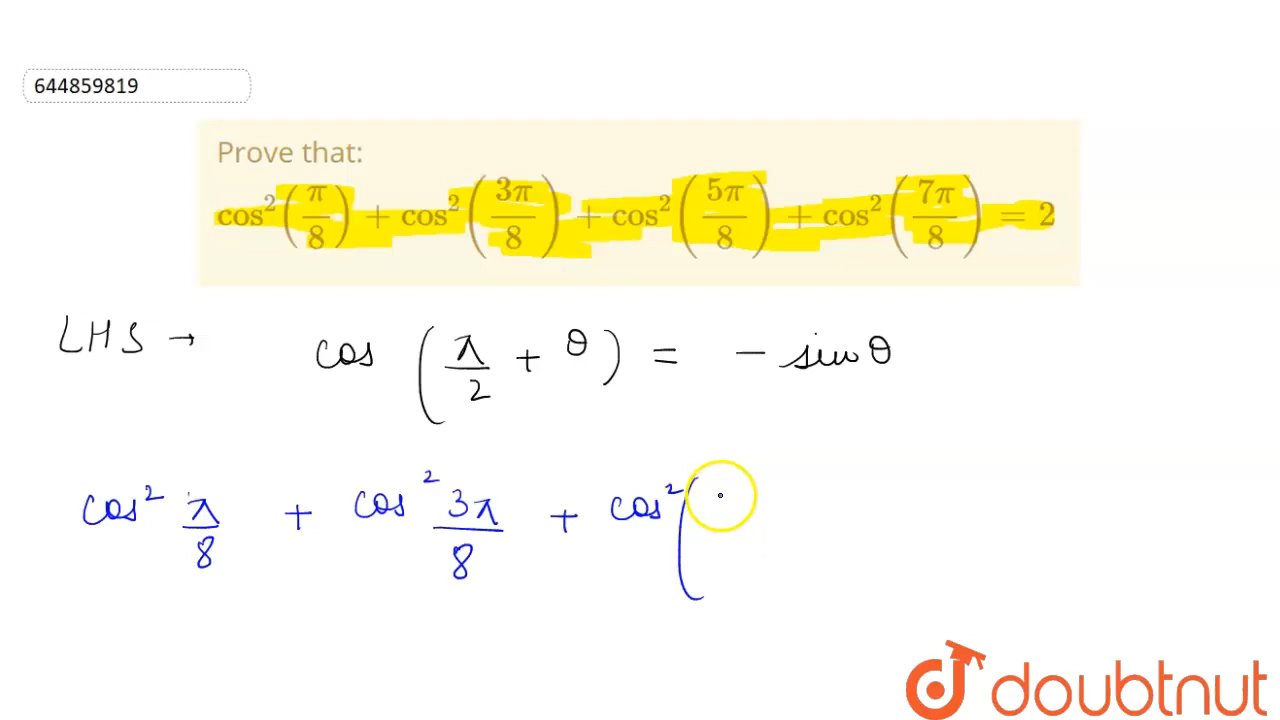 644859819
Prove that:
cos²(π/8) + cos²(3π/8) + cos²(5π/8) + cos²(7π/8) = 2
LHS → cos (π/2 + θ) = - sin θ
cos² π/8 + cos² 3π/8 + cos² (
doubtnut